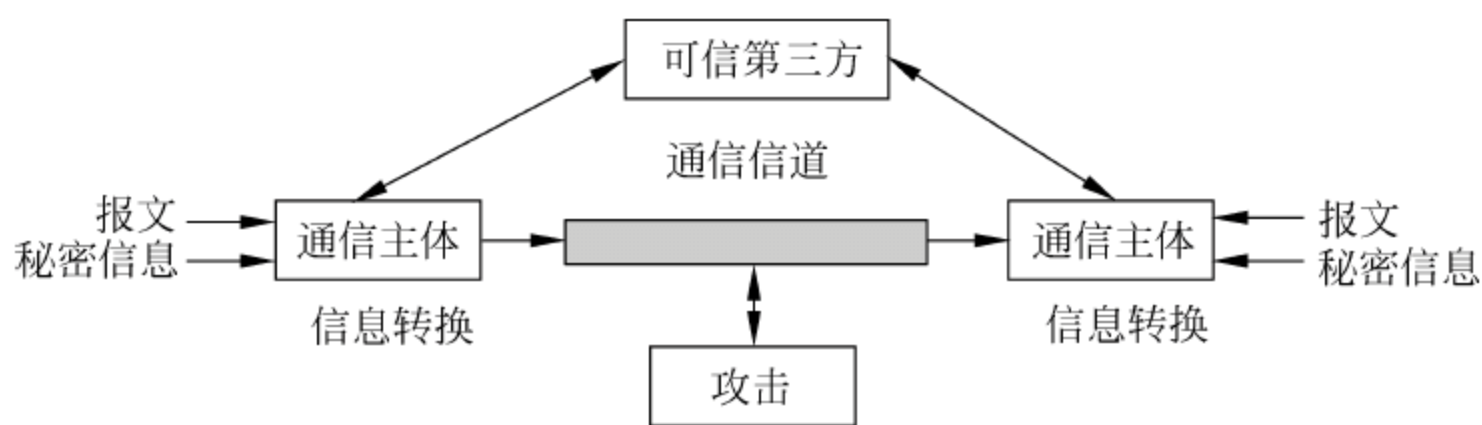 可信第三方
通信信道
报文
秘密信息
通信主体
通信主体
报文
秘密信息
信息转换
信息转换
攻击